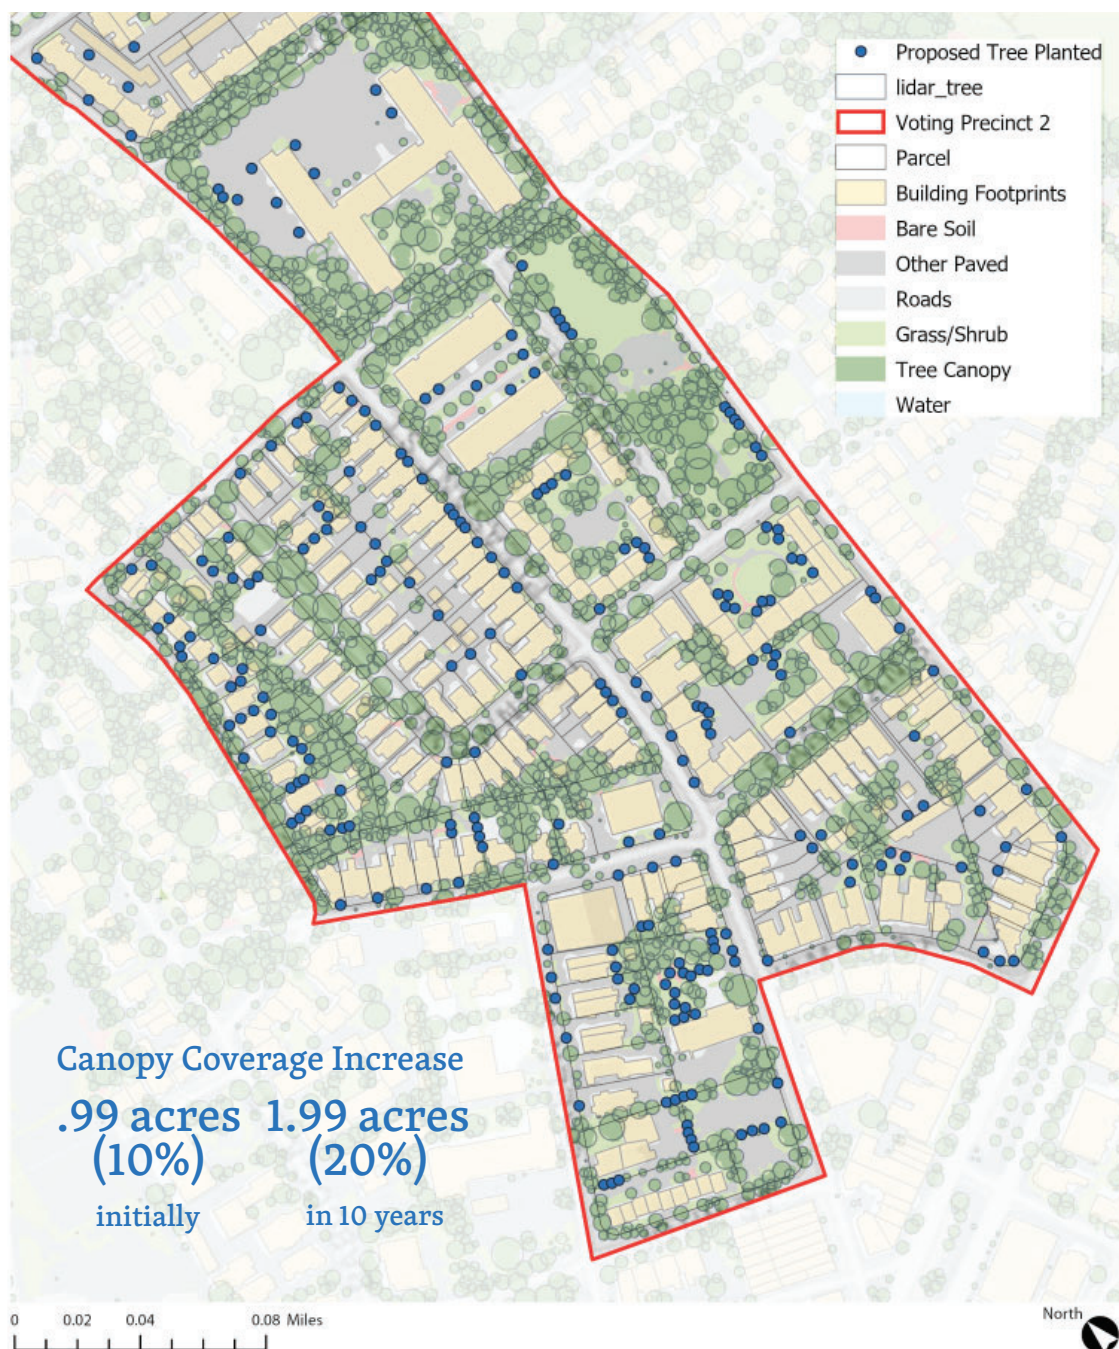 Proposed Tree Planted
lidar_tree
Voting Precinct 2
Parcel
Building Footprints
Bare Soil
Other Paved
Roads
Grass/Shrub
Tree Canopy
Water
Canopy Coverage Increase
.99 acres 1.99 acres
(10%) (20%)
initially in 10 years
0 0.02 0.04 0.08 Miles
North